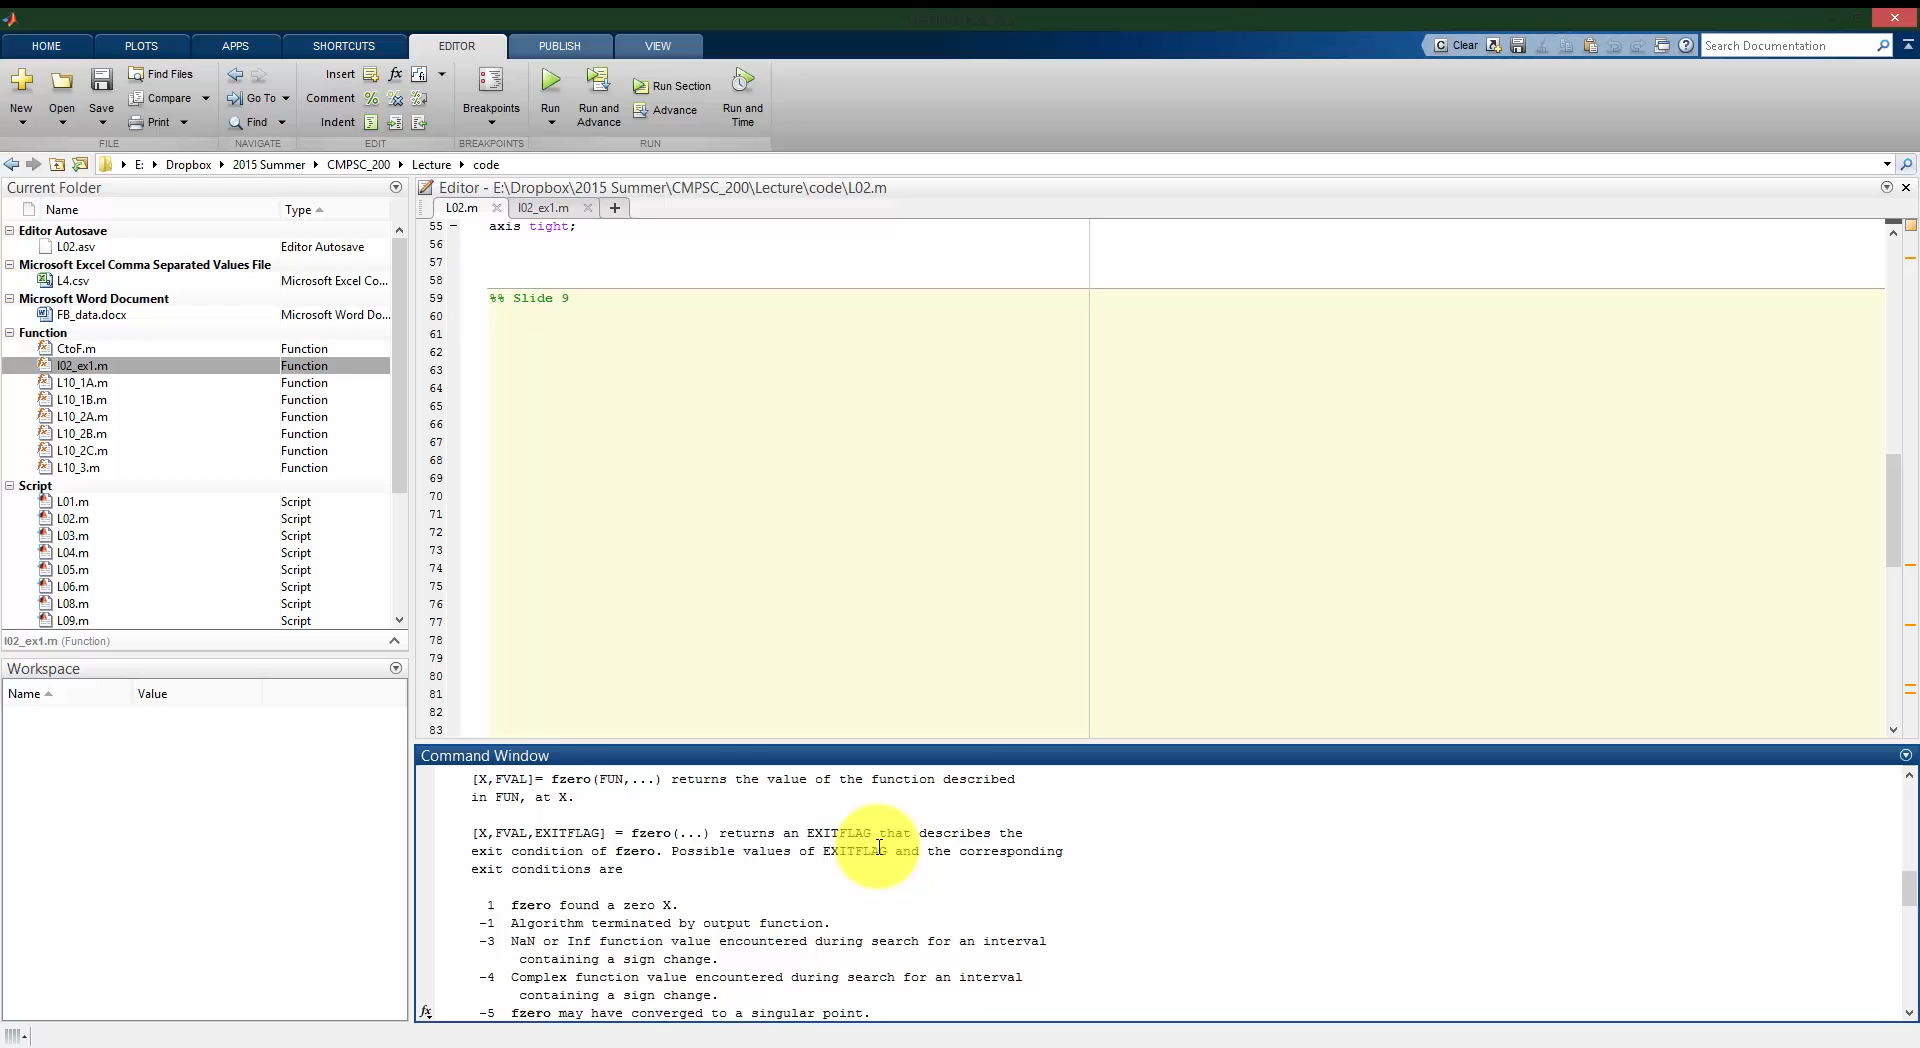 HOME PLOTS APPS SHORTCUTS EDITOR PUBLISH VIEW
C Clear
Search Documentation
New
Open
Save
Find Files
Compare
Print
FILE
Go To
Find
NAVIGATE
Insert fx
Comment
Indent
EDIT
Breakpoints
BREAKPOINTS
Run
Run and Advance
Run Section
Advance
Run and Time
RUN
E: Dropbox 2015 Summer CMPSC_200 Lecture code
Current Folder
Name Type
Editor Autosave
L02.asv Editor Autosave
Microsoft Excel Comma Separated Values File
L4.csv Microsoft Excel Co...
Microsoft Word Document
FB_data.docx Microsoft Word Do...
Function
CtoF.m Function
l02_ex1.m Function
L10_1A.m Function
L10_1B.m Function
L10_2A.m Function
L10_2B.m Function
L10_2C.m Function
L10_3.m Function
Script
L01.m Script
L02.m Script
L03.m Script
L04.m Script
L05.m Script
L06.m Script
L08.m Script
L09.m Script
l02_ex1.m (Function)
Workspace
Name Value
Editor - E:\Dropbox\2015 Summer\CMPSC_200\Lecture\code\L02.m
L02.m l02_ex1.m +
55 – axis tight;
56
57
58
59 %% Slide 9
60
61
62
63
64
65
66
67
68
69
70
71
72
73
74
75
76
77
78
79
80
81
82
83
Command Window
[X,FVAL]= fzero(FUN,...) returns the value of the function described
in FUN, at X.
[X,FVAL,EXITFLAG] = fzero(...) returns an EXITFLAG that describes the
exit condition of fzero. Possible values of EXITFLAG and the corresponding
exit conditions are
1 fzero found a zero X.
-1 Algorithm terminated by output function.
-3 NaN or Inf function value encountered during search for an interval
containing a sign change.
-4 Complex function value encountered during search for an interval
containing a sign change.
-5 fzero may have converged to a singular point.
fx